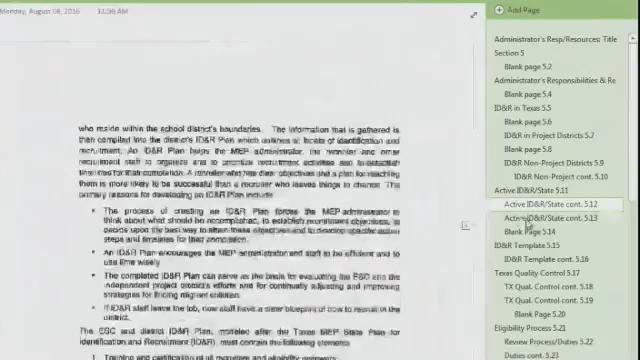 Monday, August 08, 2016 11:36 AM
Add Page
Administrator's Resp/Resources: Title
Section 5
Blank page 5.2
Administrator's Responsibilities & Re
Blank page 5.4
ID&R in Texas 5.5
Blank page 5.6
ID&R in Project Districts 5.7
Blank page 5.8
ID&R Non-Project Districts 5.9
ID&R Non-Project cont. 5.10
Active ID&R/State 5.11
Active ID&R/State cont. 5.12
Active ID&R/State cont. 5.13
Blank Page 5.14
ID&R Template 5.15
ID&R Template cont. 5.16
Texas Quality Control 5.17
TX Qual. Control cont. 5.18
TX Qual. Control cont. 5.19
Blank Page 5.20
Eligibility Process 5.21
Review Process/Duties 5.22
Duties cont. 5.23
who reside within the school district's boundaries. The information that is gathered is
then compiled into the district's ID&R Plan which outlines all facets of identification and
recruitment. An ID&R Plan helps the MEP administrator, the recruiter and other
recruitment staff to organize and to prioritize recruitment activities and to establish
timelines for their completion. A recruiter who has clear objectives and a plan for reaching
them is more likely to be successful than a recruiter who leaves things to chance. The
primary reasons for developing an ID&R Plan include
• The process of creating an ID&R Plan forces the MEP administrator to
think about what should be accomplished, to establish recruitment objectives, to
decide upon the best way to attain these objectives and to develop specific action
steps and timelines for their completion.
• An ID&R Plan encourages the MEP administrator and staff to be efficient and to
use time wisely
• The completed ID&R Plan can serve as the basis for evaluating the ESC and the
independent project district's efforts and for continually adjusting and improving
strategies for finding migrant children
• If ID&R staff leave the job, new staff have a clear blueprint of how to recruit in the
district.
The ESC and district ID&R Plan, modeled after the Texas MEP State Plan for
Identification and Recruitment (ID&R), must contain the following elements
1. Training and certification of all recruiters and eligibility reviewers